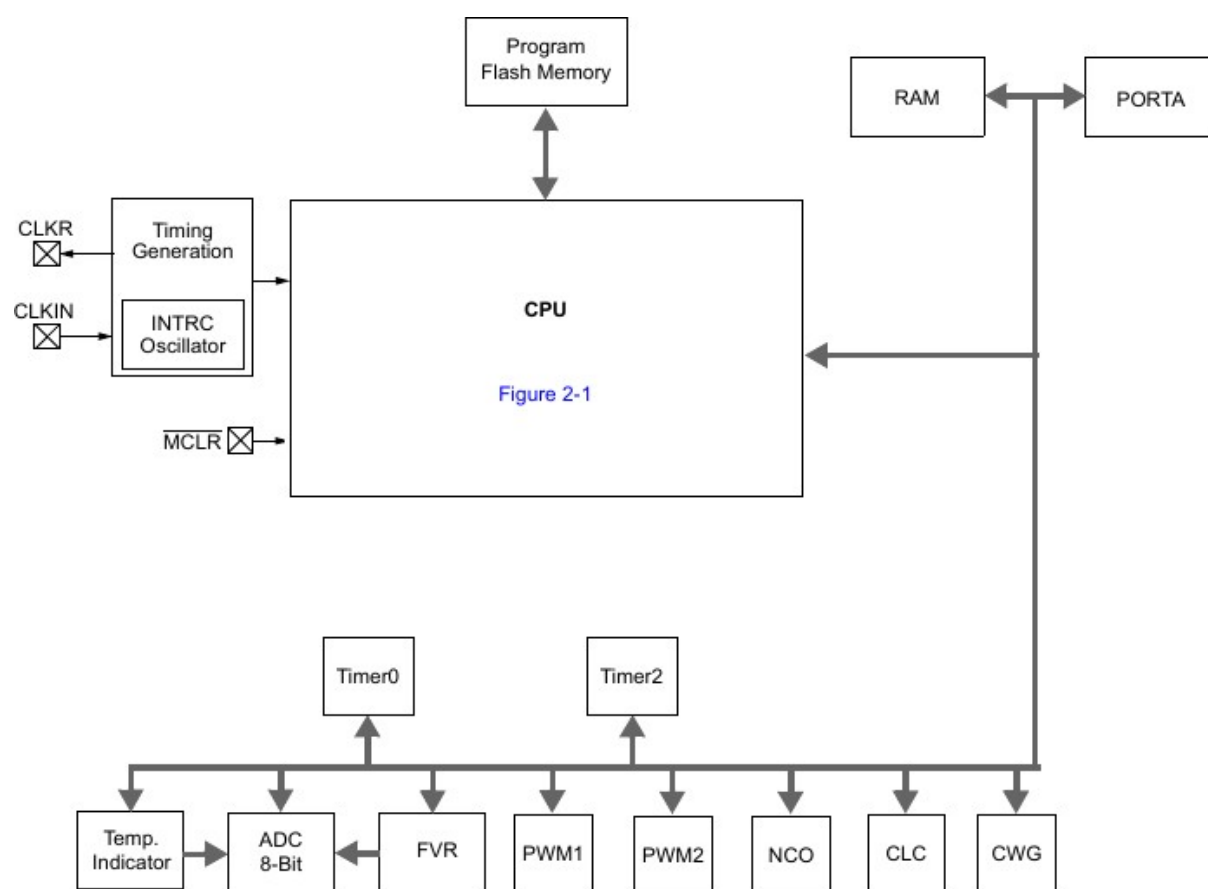 Program
Flash Memory
RAM
PORTA
CLKR
Timing
Generation
CLKIN
INTRC
Oscillator
CPU
Figure 2-1
MCLR
Timer0
Timer2
Temp.
Indicator
ADC
8-Bit
FVR
PWM1
PWM2
NCO
CLC
CWG